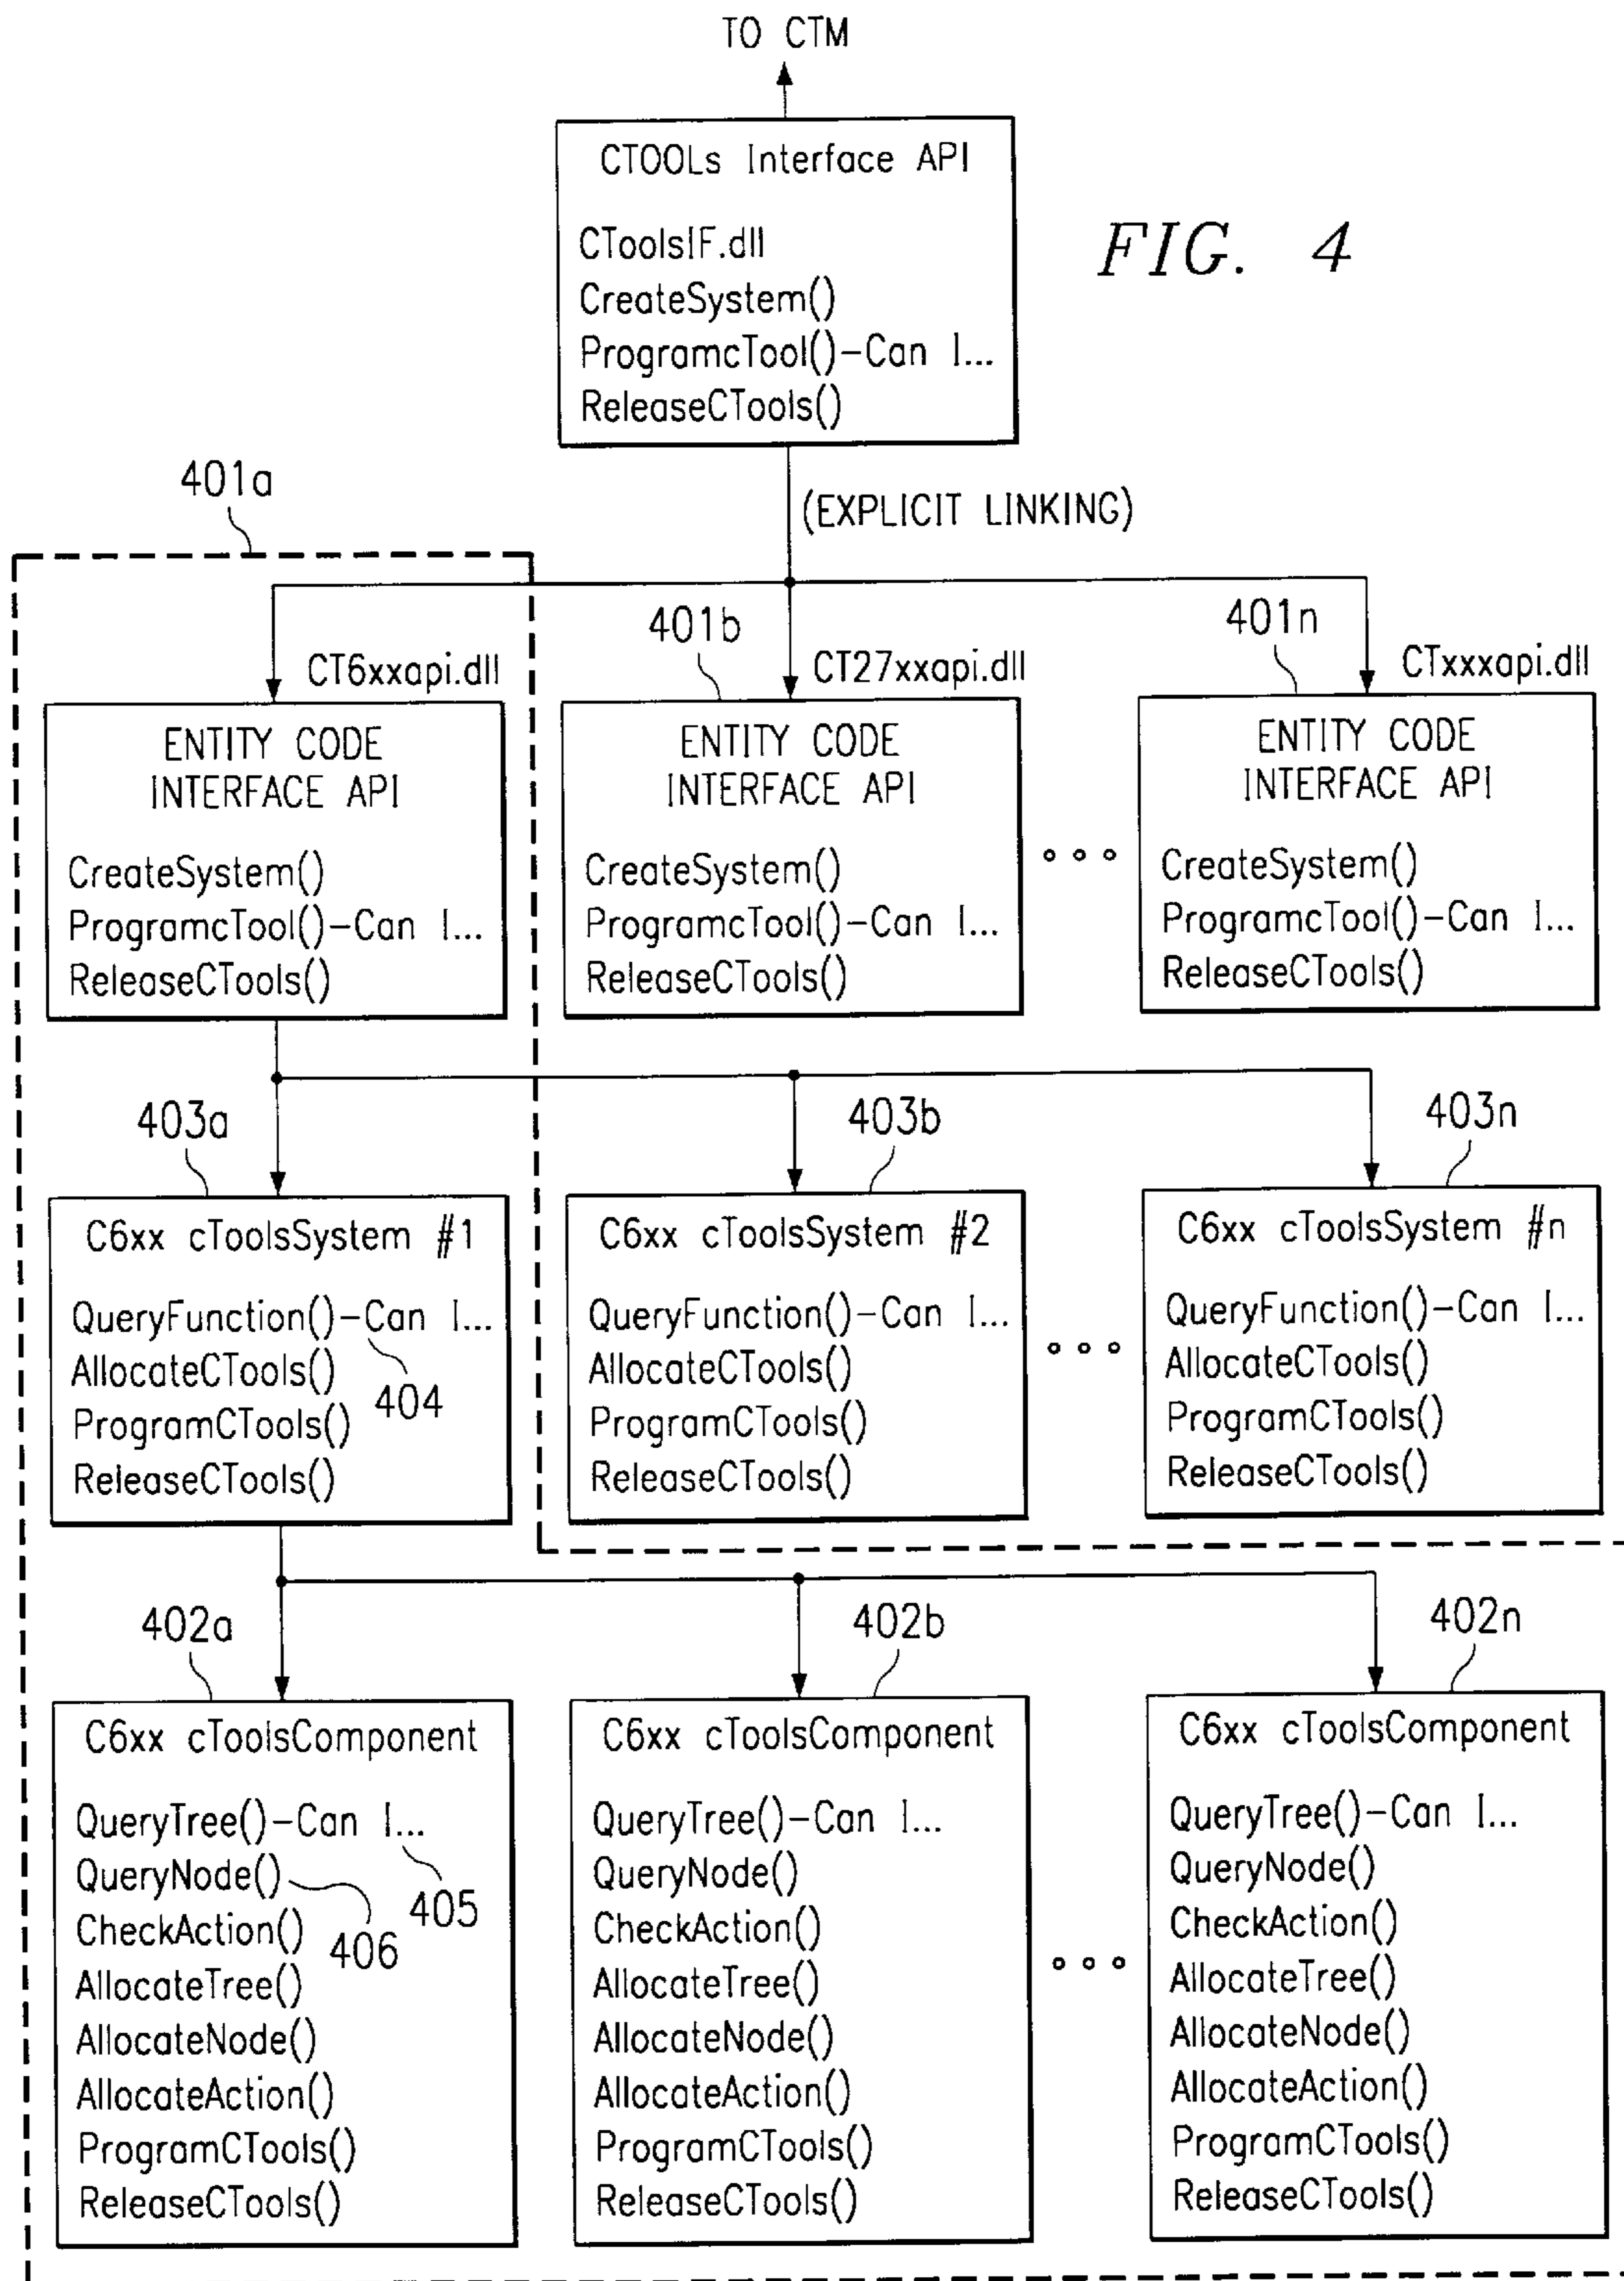 TO CTM
CTOOLs Interface API
CToolsIF.dll
CreateSystem()
ProgramcTool()-Can I...
ReleaseCTools()
FIG. 4
(EXPLICIT LINKING)
401a
CT6xxapi.dll
ENTITY CODE
INTERFACE API
CreateSystem()
ProgramcTool()-Can I...
ReleaseCTools()
401b
CT27xxapi.dll
ENTITY CODE
INTERFACE API
CreateSystem()
ProgramcTool()-Can I...
ReleaseCTools()
401n
CTxxxapi.dll
ENTITY CODE
INTERFACE API
CreateSystem()
ProgramcTool()-Can I...
ReleaseCTools()
403a
C6xx cToolsSystem #1
QueryFunction()-Can I...
AllocateCTools()
404
ProgramCTools()
ReleaseCTools()
403b
C6xx cToolsSystem #2
QueryFunction()-Can I...
AllocateCTools()
ProgramCTools()
ReleaseCTools()
403n
C6xx cToolsSystem #n
QueryFunction()-Can I...
AllocateCTools()
ProgramCTools()
ReleaseCTools()
402a
C6xx cToolsComponent
QueryTree()-Can I...
QueryNode()
405
CheckAction()
406
AllocateTree()
AllocateNode()
AllocateAction()
ProgramCTools()
ReleaseCTools()
402b
C6xx cToolsComponent
QueryTree()-Can I...
QueryNode()
CheckAction()
AllocateTree()
AllocateNode()
AllocateAction()
ProgramCTools()
ReleaseCTools()
402n
C6xx cToolsComponent
QueryTree()-Can I...
QueryNode()
CheckAction()
AllocateTree()
AllocateNode()
AllocateAction()
ProgramCTools()
ReleaseCTools()